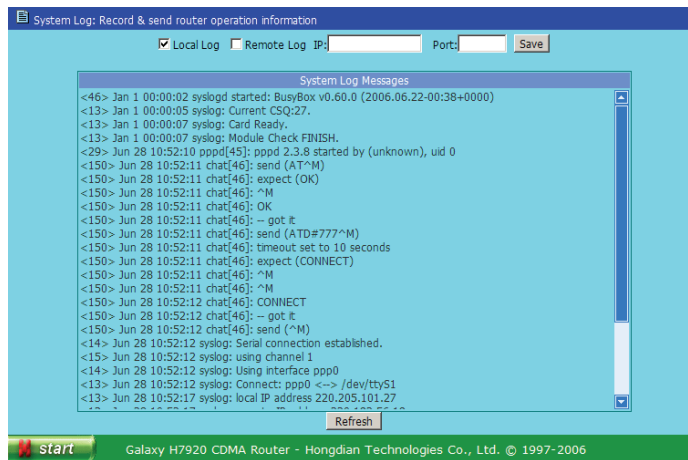 System Log: Record & send router operation information
Local Log Remote Log IP: Port: Save
System Log Messages
<46> Jan 1 00:00:02 syslogd started: BusyBox v0.60.0 (2006.06.22-00:38+0000)
<13> Jan 1 00:00:05 syslog: Current CSQ:27.
<13> Jan 1 00:00:07 syslog: Card Ready.
<13> Jan 1 00:00:07 syslog: Module Check FINISH.
<29> Jun 28 10:52:10 pppd[45]: pppd 2.3.8 started by (unknown), uid 0
<150> Jun 28 10:52:11 chat[46]: send (AT^M)
<150> Jun 28 10:52:11 chat[46]: expect (OK)
<150> Jun 28 10:52:11 chat[46]: ^M
<150> Jun 28 10:52:11 chat[46]: OK
<150> Jun 28 10:52:11 chat[46]: -- got it
<150> Jun 28 10:52:11 chat[46]: send (ATD#777^M)
<150> Jun 28 10:52:11 chat[46]: timeout set to 10 seconds
<150> Jun 28 10:52:11 chat[46]: expect (CONNECT)
<150> Jun 28 10:52:11 chat[46]: ^M
<150> Jun 28 10:52:11 chat[46]: ^M
<150> Jun 28 10:52:12 chat[46]: CONNECT
<150> Jun 28 10:52:12 chat[46]: -- got it
<150> Jun 28 10:52:12 chat[46]: send (^M)
<14> Jun 28 10:52:12 syslog: Serial connection established.
<15> Jun 28 10:52:12 syslog: using channel 1
<14> Jun 28 10:52:12 syslog: Using interface ppp0
<13> Jun 28 10:52:12 syslog: Connect: ppp0 <--> /dev/ttyS1
<13> Jun 28 10:52:17 syslog: local IP address 220.205.101.27
Refresh
start
Galaxy H7920 CDMA Router - Hongdian Technologies Co., Ltd. © 1997-2006